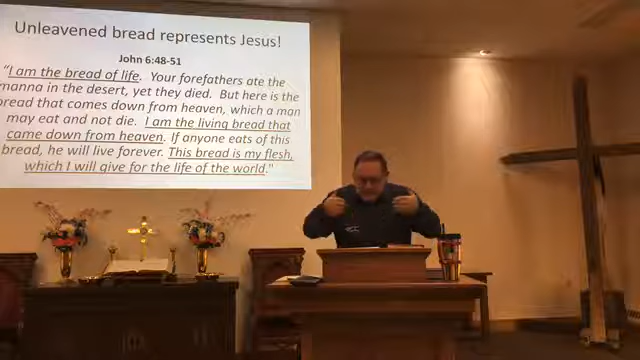 Unleavened bread represents Jesus!
John 6:48-51
"I am the bread of life. Your forefathers ate the
manna in the desert, yet they died. But here is the
bread that comes down from heaven, which a man
may eat and not die. I am the living bread that
came down from heaven. If anyone eats of this
bread, he will live forever. This bread is my flesh,
which I will give for the life of the world."